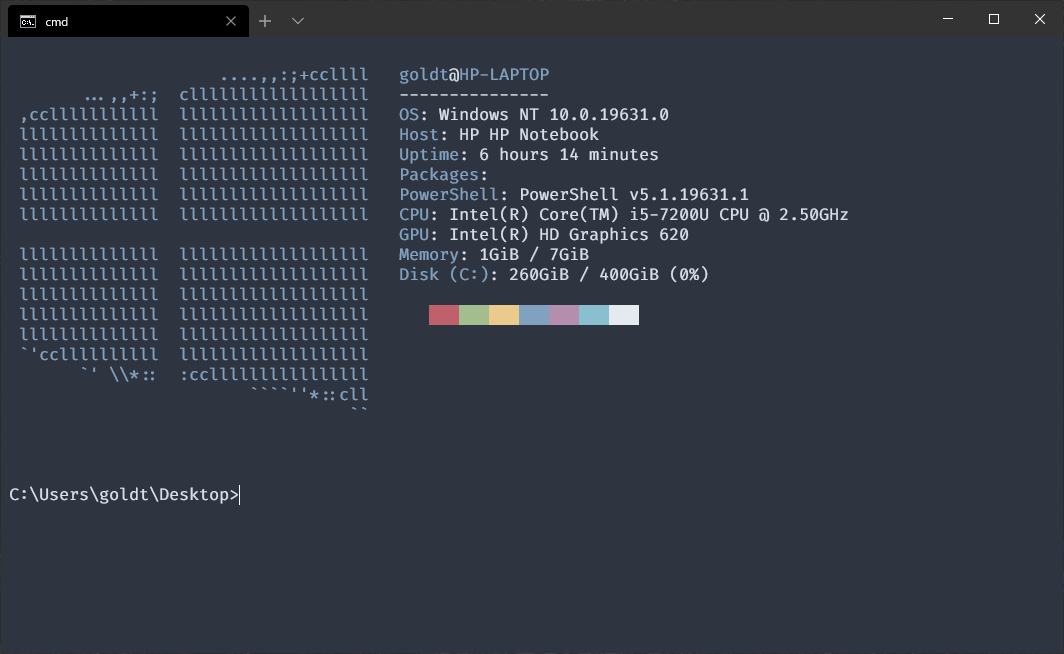 cmd
....,,:;+ccllll goldt@HP-LAPTOP
...,,+:;  cllllllllllllllllll ---------------
,cclllllllllll  lllllllllllllllllll OS: Windows NT 10.0.19631.0
llllllllllllll  lllllllllllllllllll Host: HP HP Notebook
llllllllllllll  lllllllllllllllllll Uptime: 6 hours 14 minutes
llllllllllllll  lllllllllllllllllll Packages:
llllllllllllll  lllllllllllllllllll PowerShell: PowerShell v5.1.19631.1
llllllllllllll  lllllllllllllllllll CPU: Intel(R) Core(TM) i5-7200U CPU @ 2.50GHz
GPU: Intel(R) HD Graphics 620
llllllllllllll  lllllllllllllllllll Memory: 1GiB / 7GiB
llllllllllllll  lllllllllllllllllll Disk (C:): 260GiB / 400GiB (0%)
llllllllllllll  lllllllllllllllllll
llllllllllllll  lllllllllllllllllll
llllllllllllll  lllllllllllllllllll
`'ccllllllllll  lllllllllllllllllll
`' \\*::  :ccllllllllllllllll
````''*::cll
``
C:\Users\goldt\Desktop>